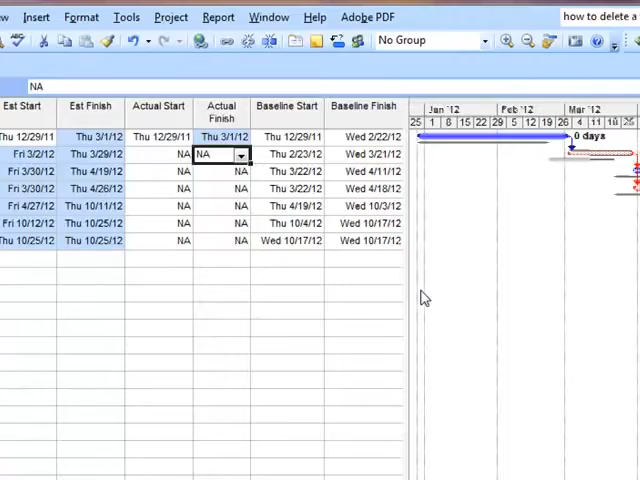 Insert Format Tools Project Report Window Help Adobe PDF how to delete a
No Group
NA
Est Start Est Finish Actual Start Actual Finish Baseline Start Baseline Finish Jan '12 Feb '12 Mar '12
25 1 8 15 22 29 5 12 19 26 4 11 18 25
Thu 12/29/11 Thu 3/1/12 Thu 12/29/11 Thu 3/1/12 Thu 12/29/11 Wed 2/22/12 0 days
Fri 3/2/12 Thu 3/29/12 NA NA Thu 2/23/12 Wed 3/21/12
Fri 3/30/12 Thu 4/19/12 NA NA Thu 3/22/12 Wed 4/11/12
Fri 3/30/12 Thu 4/26/12 NA NA Thu 3/22/12 Wed 4/18/12
Fri 4/27/12 Thu 10/11/12 NA NA Thu 4/19/12 Wed 10/3/12
Fri 10/12/12 Thu 10/25/12 NA NA Thu 10/4/12 Wed 10/17/12
Thu 10/25/12 Thu 10/25/12 NA NA Wed 10/17/12 Wed 10/17/12